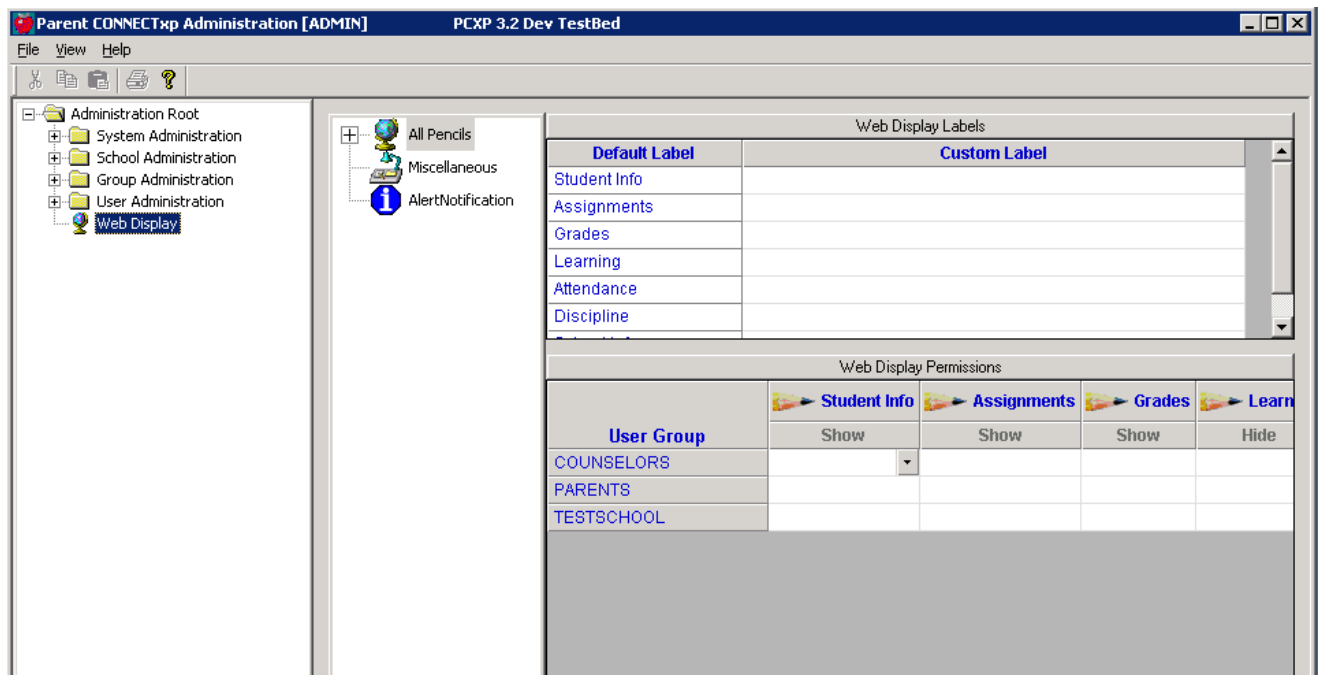 Parent CONNECTxp Administration [ADMIN] PCXP 3.2 Dev TestBed
File View Help
Administration Root
System Administration
School Administration
Group Administration
User Administration
Web Display
All Pencils
Miscellaneous
AlertNotification
Web Display Labels
Default Label Custom Label
Student Info
Assignments
Grades
Learning
Attendance
Discipline
Web Display Permissions
User Group Student Info Assignments Grades Learn
Show Show Show Hide
COUNSELORS
PARENTS
TESTSCHOOL